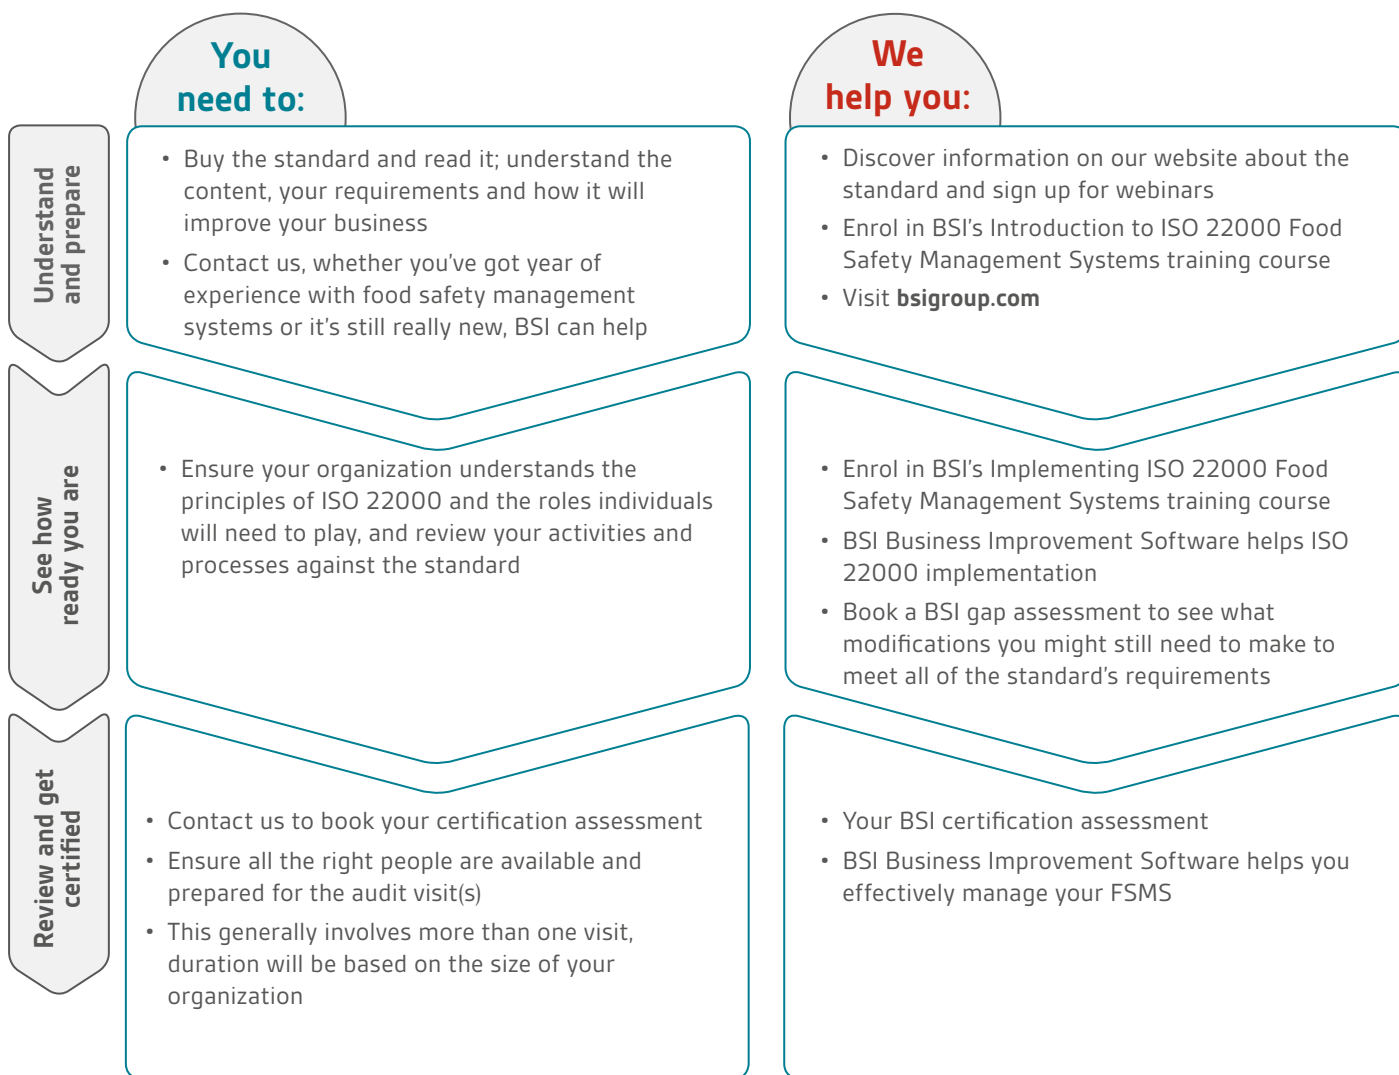 You
need to:
We
help you:
Understand
and prepare
• Buy the standard and read it; understand the
content, your requirements and how it will
improve your business
• Contact us, whether you've got year of
experience with food safety management
systems or it's still really new, BSI can help
• Discover information on our website about the
standard and sign up for webinars
• Enrol in BSI's Introduction to ISO 22000 Food
Safety Management Systems training course
• Visit bsigroup.com
See how
ready you are
• Ensure your organization understands the
principles of ISO 22000 and the roles individuals
will need to play, and review your activities and
processes against the standard
• Enrol in BSI's Implementing ISO 22000 Food
Safety Management Systems training course
• BSI Business Improvement Software helps ISO
22000 implementation
• Book a BSI gap assessment to see what
modifications you might still need to make to
meet all of the standard's requirements
Review and get
certified
• Contact us to book your certification assessment
• Ensure all the right people are available and
prepared for the audit visit(s)
• This generally involves more than one visit,
duration will be based on the size of your
organization
• Your BSI certification assessment
• BSI Business Improvement Software helps you
effectively manage your FSMS